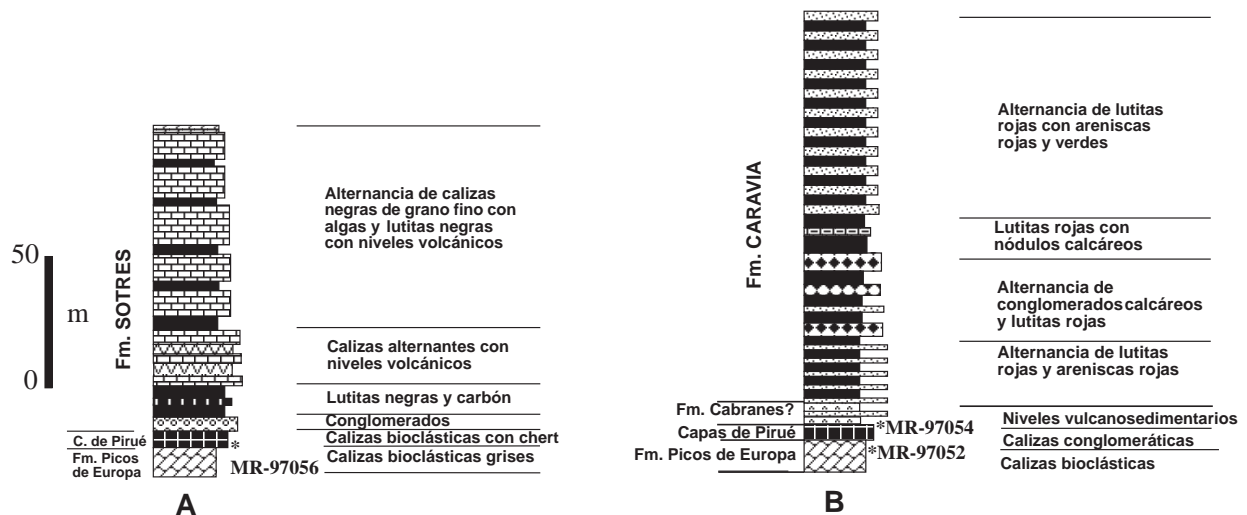 50
m
0
Fm. SOTRES
Alternancia de calizas
negras de grano fino con
algas y lutitas negras
con niveles volcánicos
Calizas alternantes con
niveles volcánicos
Lutitas negras y carbón
Conglomerados
C. de Pirué
Calizas bioclásticas con chert
*
Fm. Picos
de Europa
Calizas bioclásticas grises
MR-97056
A
Fm. CARAVIA
Alternancia de lutitas
rojas con areniscas
rojas y verdes
Lutitas rojas con
nódulos calcáreos
Alternancia de
conglomerados calcáreos
y lutitas rojas
Alternancia de lutitas
rojas y areniscas rojas
Fm. Cabranes?
Niveles vulcanosedimentarios
*MR-97054
Capas de Pirué
Calizas conglomeráticas
Fm. Picos de Europa
*MR-97052
Calizas bioclásticas
B